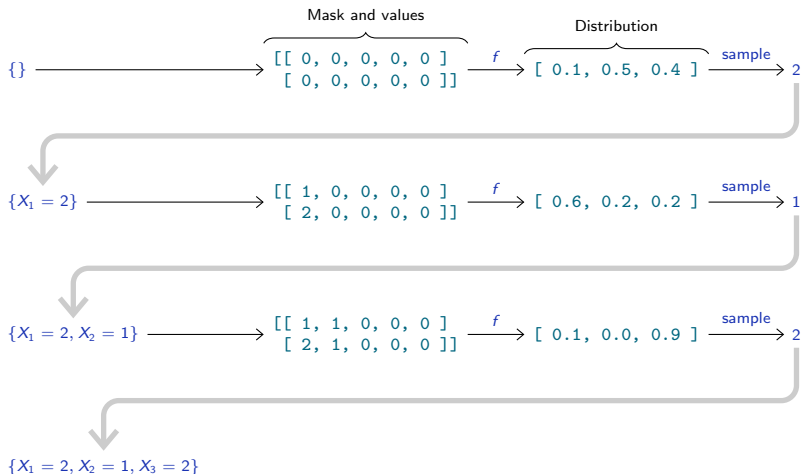 Mask and values
Distribution
{} [[ 0, 0, 0, 0, 0 ] f [ 0.1, 0.5, 0.4 ] sample 2
[ 0, 0, 0, 0, 0 ]]
{X₁ = 2} [[ 1, 0, 0, 0, 0 ] f [ 0.6, 0.2, 0.2 ] sample 1
[ 2, 0, 0, 0, 0 ]]
{X₁ = 2, X₂ = 1} [[ 1, 1, 0, 0, 0 ] f [ 0.1, 0.0, 0.9 ] sample 2
[ 2, 1, 0, 0, 0 ]]
{X₁ = 2, X₂ = 1, X₃ = 2}